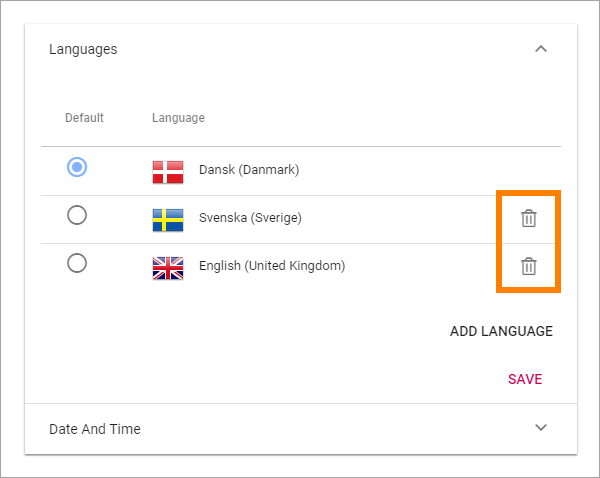 Languages
Default Language
Dansk (Danmark)
Svenska (Sverige)
English (United Kingdom)
ADD LANGUAGE
SAVE
Date And Time